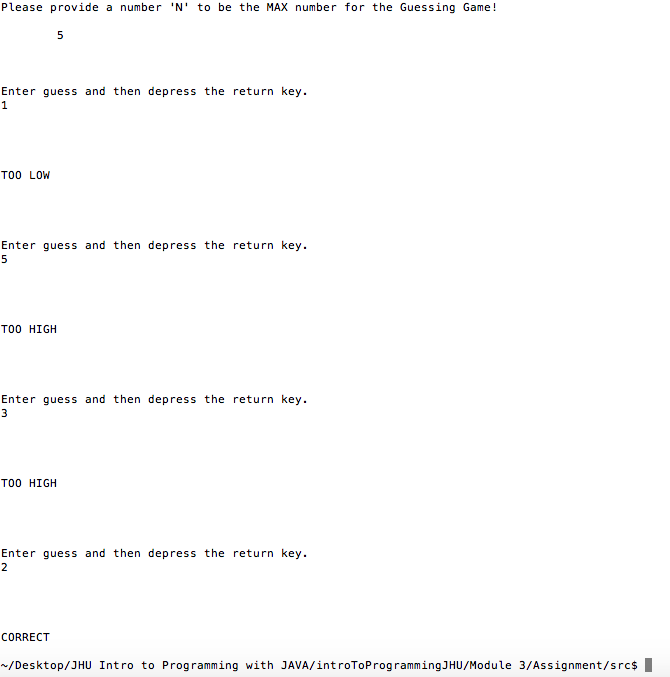 Please provide a number 'N' to be the MAX number for the Guessing Game!
5
Enter guess and then depress the return key.
1
TOO LOW
Enter guess and then depress the return key.
5
TOO HIGH
Enter guess and then depress the return key.
3
TOO HIGH
Enter guess and then depress the return key.
2
CORRECT
~/Desktop/JHU Intro to Programming with JAVA/introToProgrammingJHU/Module 3/Assignment/src$